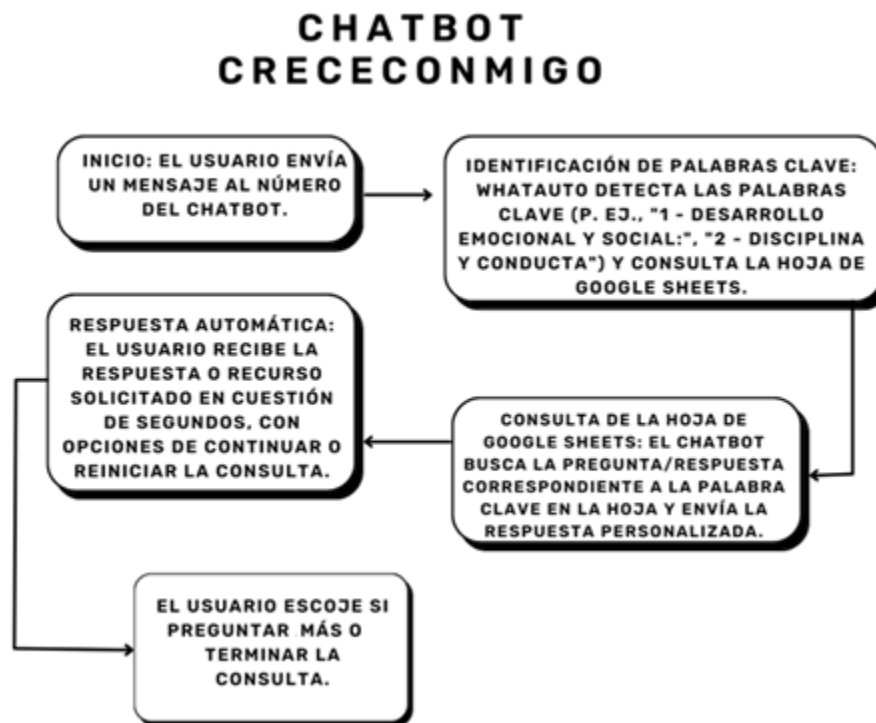 CHATBOT
CRECECONMIGO
INICIO: EL USUARIO ENVÍA
UN MENSAJE AL NÚMERO
DEL CHATBOT.
IDENTIFICACIÓN DE PALABRAS CLAVE:
WHATAUTO DETECTA LAS PALABRAS
CLAVE (P. EJ., "1 - DESARROLLO
EMOCIONAL Y SOCIAL:", "2 - DISCIPLINA
Y CONDUCTA") Y CONSULTA LA HOJA DE
GOOGLE SHEETS.
CONSULTA DE LA HOJA DE
GOOGLE SHEETS: EL CHATBOT
BUSCA LA PREGUNTA/RESPUESTA
CORRESPONDIENTE A LA PALABRA
CLAVE EN LA HOJA Y ENVÍA LA
RESPUESTA PERSONALIZADA.
RESPUESTA AUTOMÁTICA:
EL USUARIO RECIBE LA
RESPUESTA O RECURSO
SOLICITADO EN CUESTIÓN
DE SEGUNDOS, CON
OPCIONES DE CONTINUAR O
REINICIAR LA CONSULTA.
EL USUARIO ESCOJE SI
PREGUNTAR MÁS O
TERMINAR LA
CONSULTA.